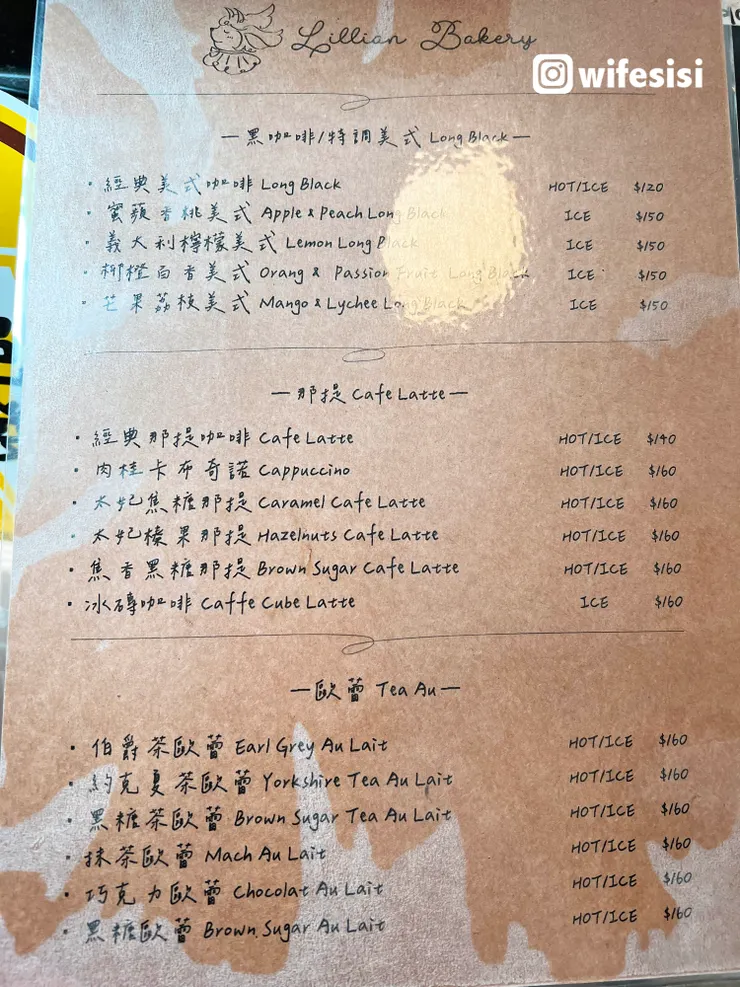 Lillian Bakery
wifesisi
— 黑咖啡/特調美式 Long Black —
• 經典美式咖啡 Long Black HOT/ICE $120
• 蜜蘋香桃美式 Apple & Peach Long Black ICE $150
• 義大利檸檬美式 Lemon Long Black ICE $150
• 柳橙百香美式 Orang & Passion Fruit Long Black ICE $150
• 芒果荔枝美式 Mango & Lychee Long Black ICE $150
— 那提 Cafe Latte —
• 經典那提咖啡 Cafe Latte HOT/ICE $140
• 肉桂卡布奇諾 Cappuccino HOT/ICE $160
• 太妃焦糖那提 Caramel Cafe Latte HOT/ICE $160
• 太妃榛果那提 Hazelnuts Cafe Latte HOT/ICE $160
• 焦香黑糖那提 Brown Sugar Cafe Latte HOT/ICE $160
• 冰磚咖啡 Caffe Cube Latte ICE $160
— 歐蕾 Tea Au —
• 伯爵茶歐蕾 Earl Grey Au Lait HOT/ICE $160
• 約克夏茶歐蕾 Yorkshire Tea Au Lait HOT/ICE $160
• 黑糖茶歐蕾 Brown Sugar Tea Au Lait HOT/ICE $160
• 抹茶歐蕾 Mach Au Lait HOT/ICE $160
• 巧克力歐蕾 Chocolat Au Lait HOT/ICE $160
• 黑糖歐蕾 Brown Sugar Au Lait HOT/ICE $160